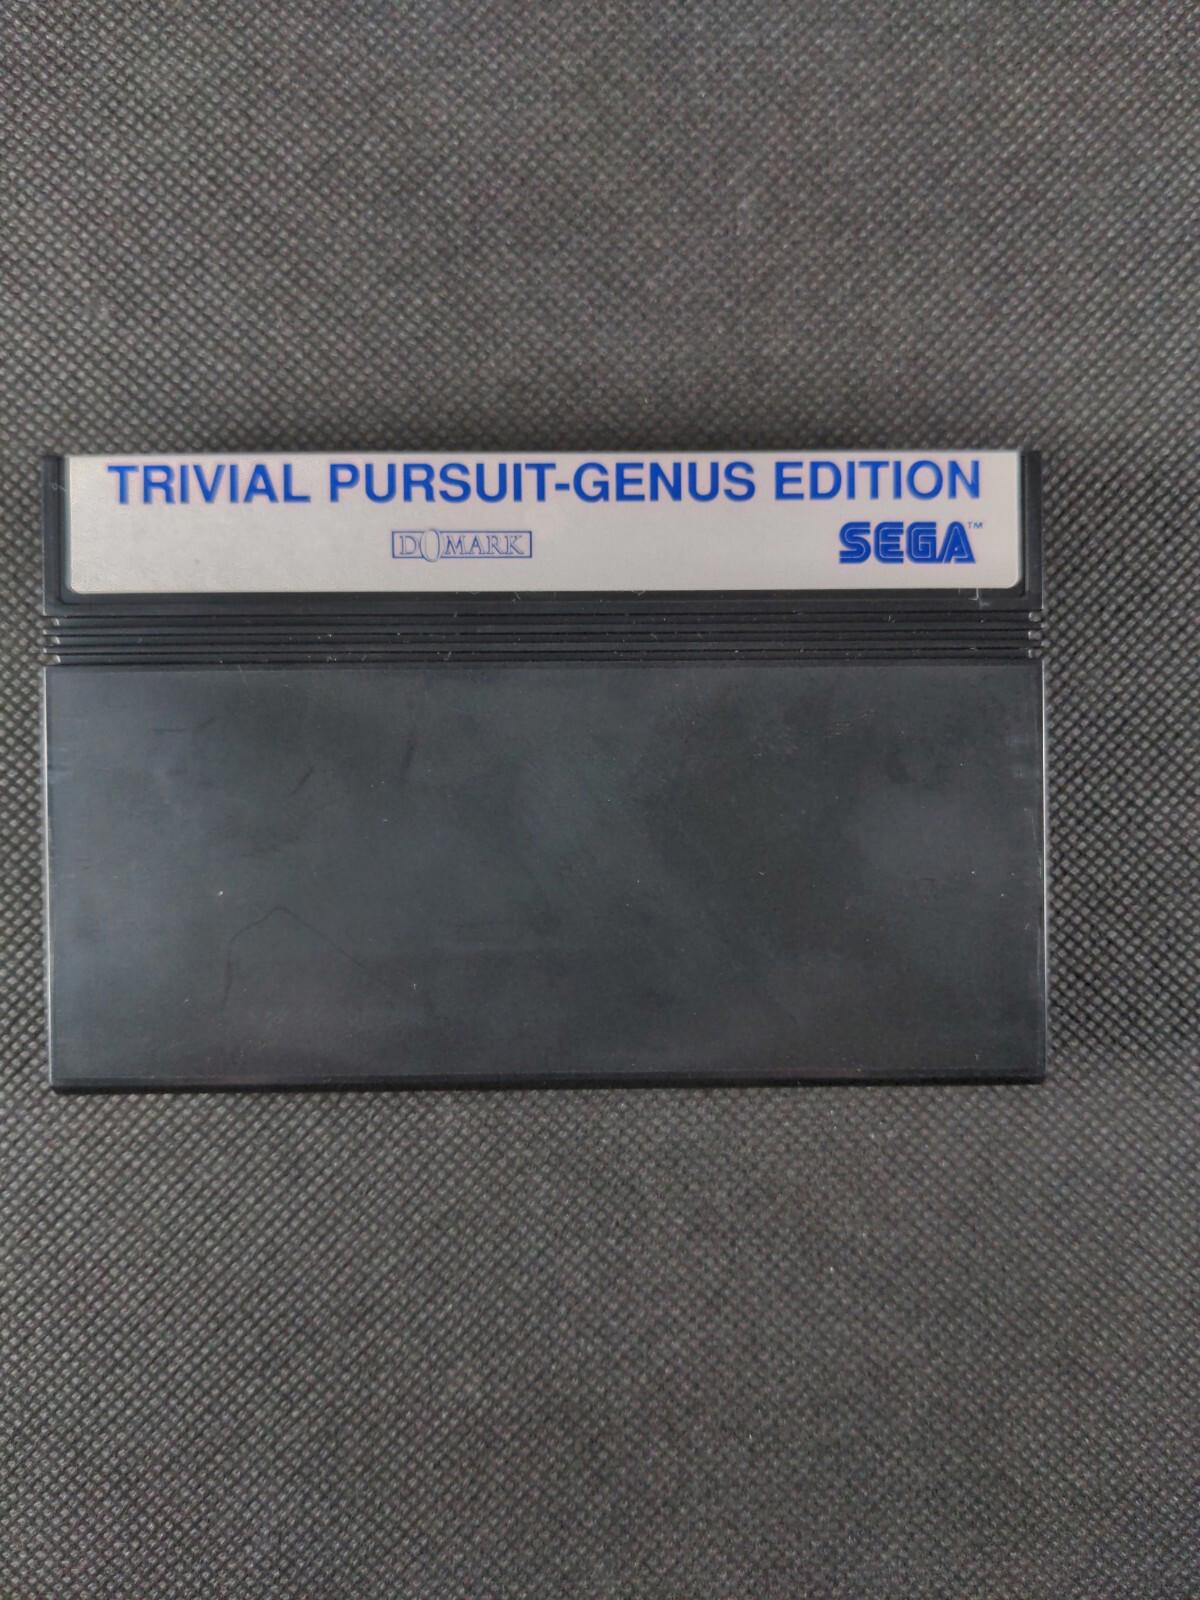 TRIVIAL PURSUIT-GENUS EDITION
DOMARK
SEGA™